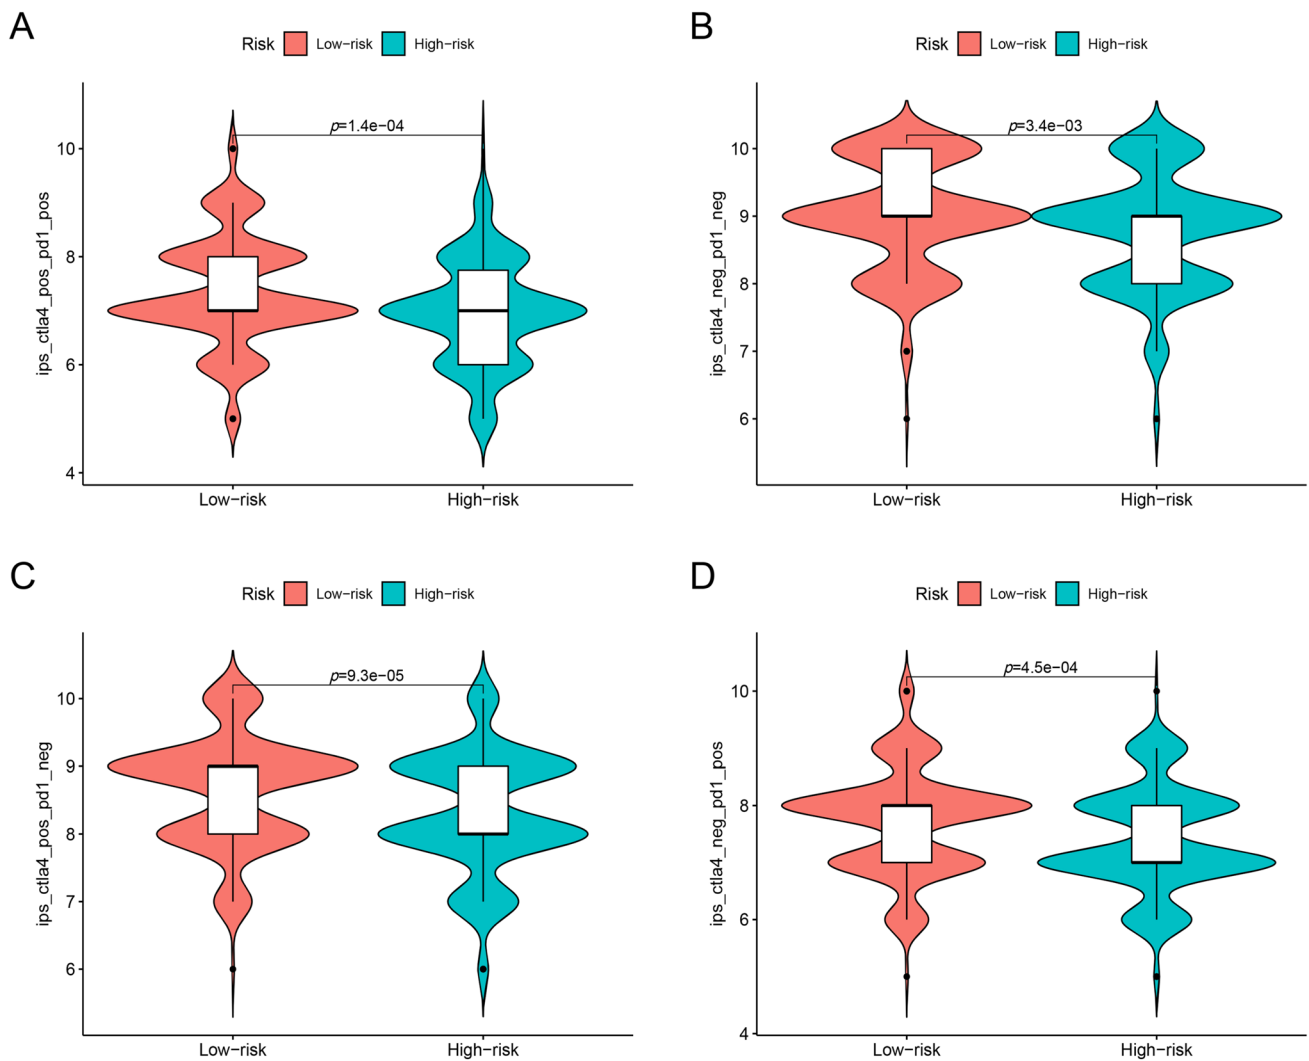 A
Risk Low−risk High−risk
ips_ctla4_pos_pd1_pos
10
8
6
4
p=1.4e−04
Low−risk High−risk
B
Risk Low−risk High−risk
ips_ctla4_neg_pd1_neg
10
9
8
7
6
p=3.4e−03
Low−risk High−risk
C
Risk Low−risk High−risk
ips_ctla4_pos_pd1_neg
10
9
8
7
6
p=9.3e−05
Low−risk High−risk
D
Risk Low−risk High−risk
ips_ctla4_neg_pd1_pos
10
8
6
4
p=4.5e−04
Low−risk High−risk